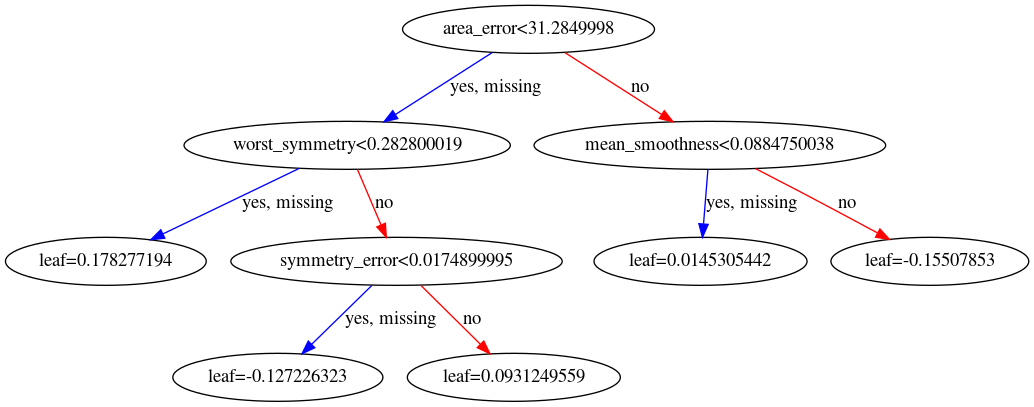 area_error<31.2849998
yes, missing
no
worst_symmetry<0.282800019
mean_smoothness<0.0884750038
yes, missing
no
yes, missing
no
leaf=0.178277194
symmetry_error<0.0174899995
leaf=0.0145305442
leaf=-0.15507853
yes, missing
no
leaf=-0.127226323
leaf=0.0931249559